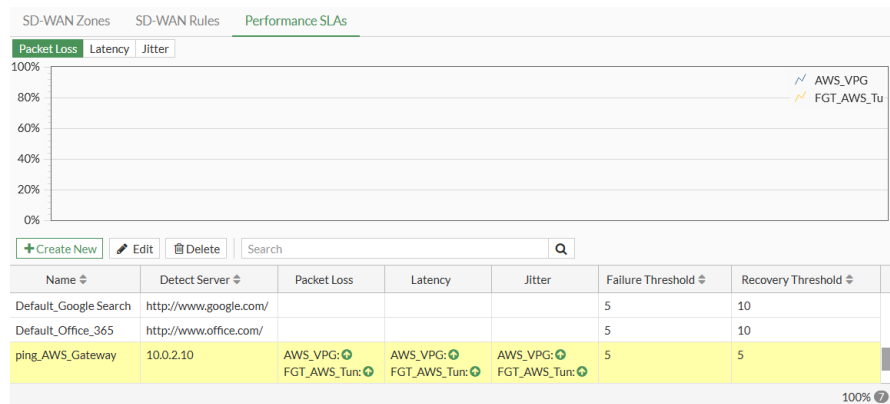 SD-WAN Zones SD-WAN Rules Performance SLAs
Packet Loss Latency Jitter
100%
AWS_VPG
80%
FGT_AWS_Tu
60%
40%
20%
0%
Create New Edit Delete Search
Name Detect Server Packet Loss Latency Jitter Failure Threshold Recovery Threshold
Default_Google Search http://www.google.com/ 5 10
Default_Office_365 http://www.office.com/ 5 10
ping_AWS_Gateway 10.0.2.10 AWS_VPG: AWS_VPG: AWS_VPG: 5 5
FGT_AWS_Tun: FGT_AWS_Tun: FGT_AWS_Tun:
100% 7